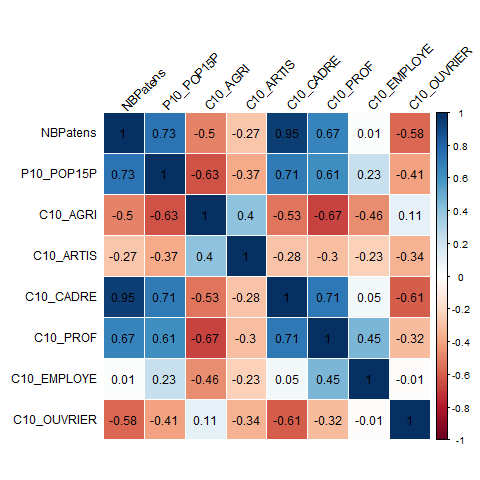 NBPatens P10_POP15P C10_AGRI C10_ARTIS C10_CADRE C10_PROF C10_EMPLOYE C10_OUVRIER
NBPatens 1 0.73 -0.5 -0.27 0.95 0.67 0.01 -0.58
P10_POP15P 0.73 1 -0.63 -0.37 0.71 0.61 0.23 -0.41
C10_AGRI -0.5 -0.63 1 0.4 -0.53 -0.67 -0.46 0.11
C10_ARTIS -0.27 -0.37 0.4 1 -0.28 -0.3 -0.23 -0.34
C10_CADRE 0.95 0.71 -0.53 -0.28 1 0.71 0.05 -0.61
C10_PROF 0.67 0.61 -0.67 -0.3 0.71 1 0.45 -0.32
C10_EMPLOYE 0.01 0.23 -0.46 -0.23 0.05 0.45 1 -0.01
C10_OUVRIER -0.58 -0.41 0.11 -0.34 -0.61 -0.32 -0.01 1
1
0.8
0.6
0.4
0.2
0
-0.2
-0.4
-0.6
-0.8
-1